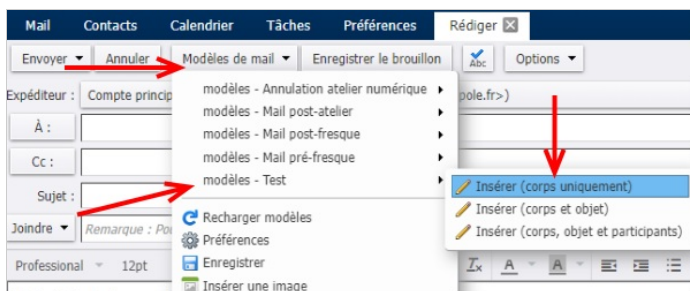 Mail Contacts Calendrier Tâches Préférences Rédiger
Envoyer Annuler Modèles de mail Enregistrer le brouillon Abc Options
Expéditeur : Compte princip pole.fr>)
modèles - Annulation atelier numérique
À :
modèles - Mail post-atelier
modèles - Mail post-fresque
Cc :
modèles - Mail pré-fresque
modèles - Test
Insérer (corps uniquement)
Sujet :
Insérer (corps et objet)
Joindre Remarque : Po
Recharger modèles
Insérer (corps, objet et participants)
Préférences
Professional 12pt
Enregistrer
Insérer une image